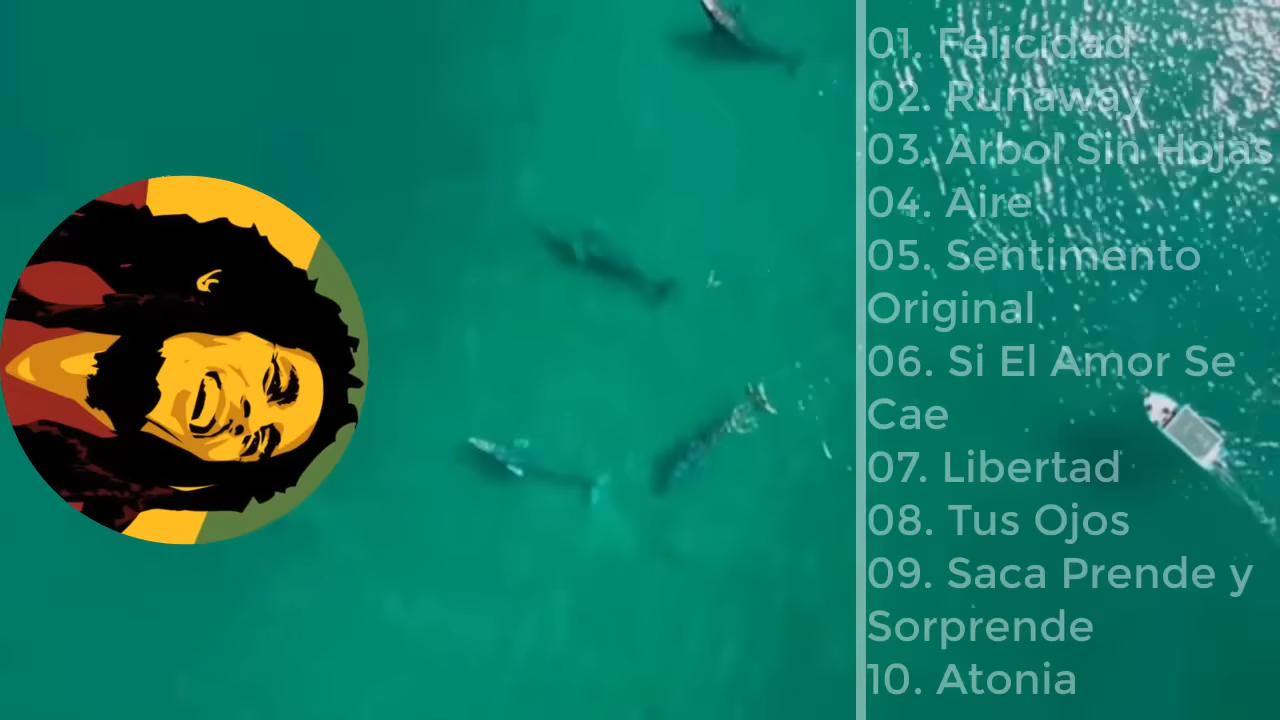 01. Felicidad
02. Runaway
03. Arbol Sin Hojas
04. Aire
05. Sentimento
Original
06. Si El Amor Se
Cae
07. Libertad
08. Tus Ojos
09. Saca Prende y
Sorprende
10. Atonia